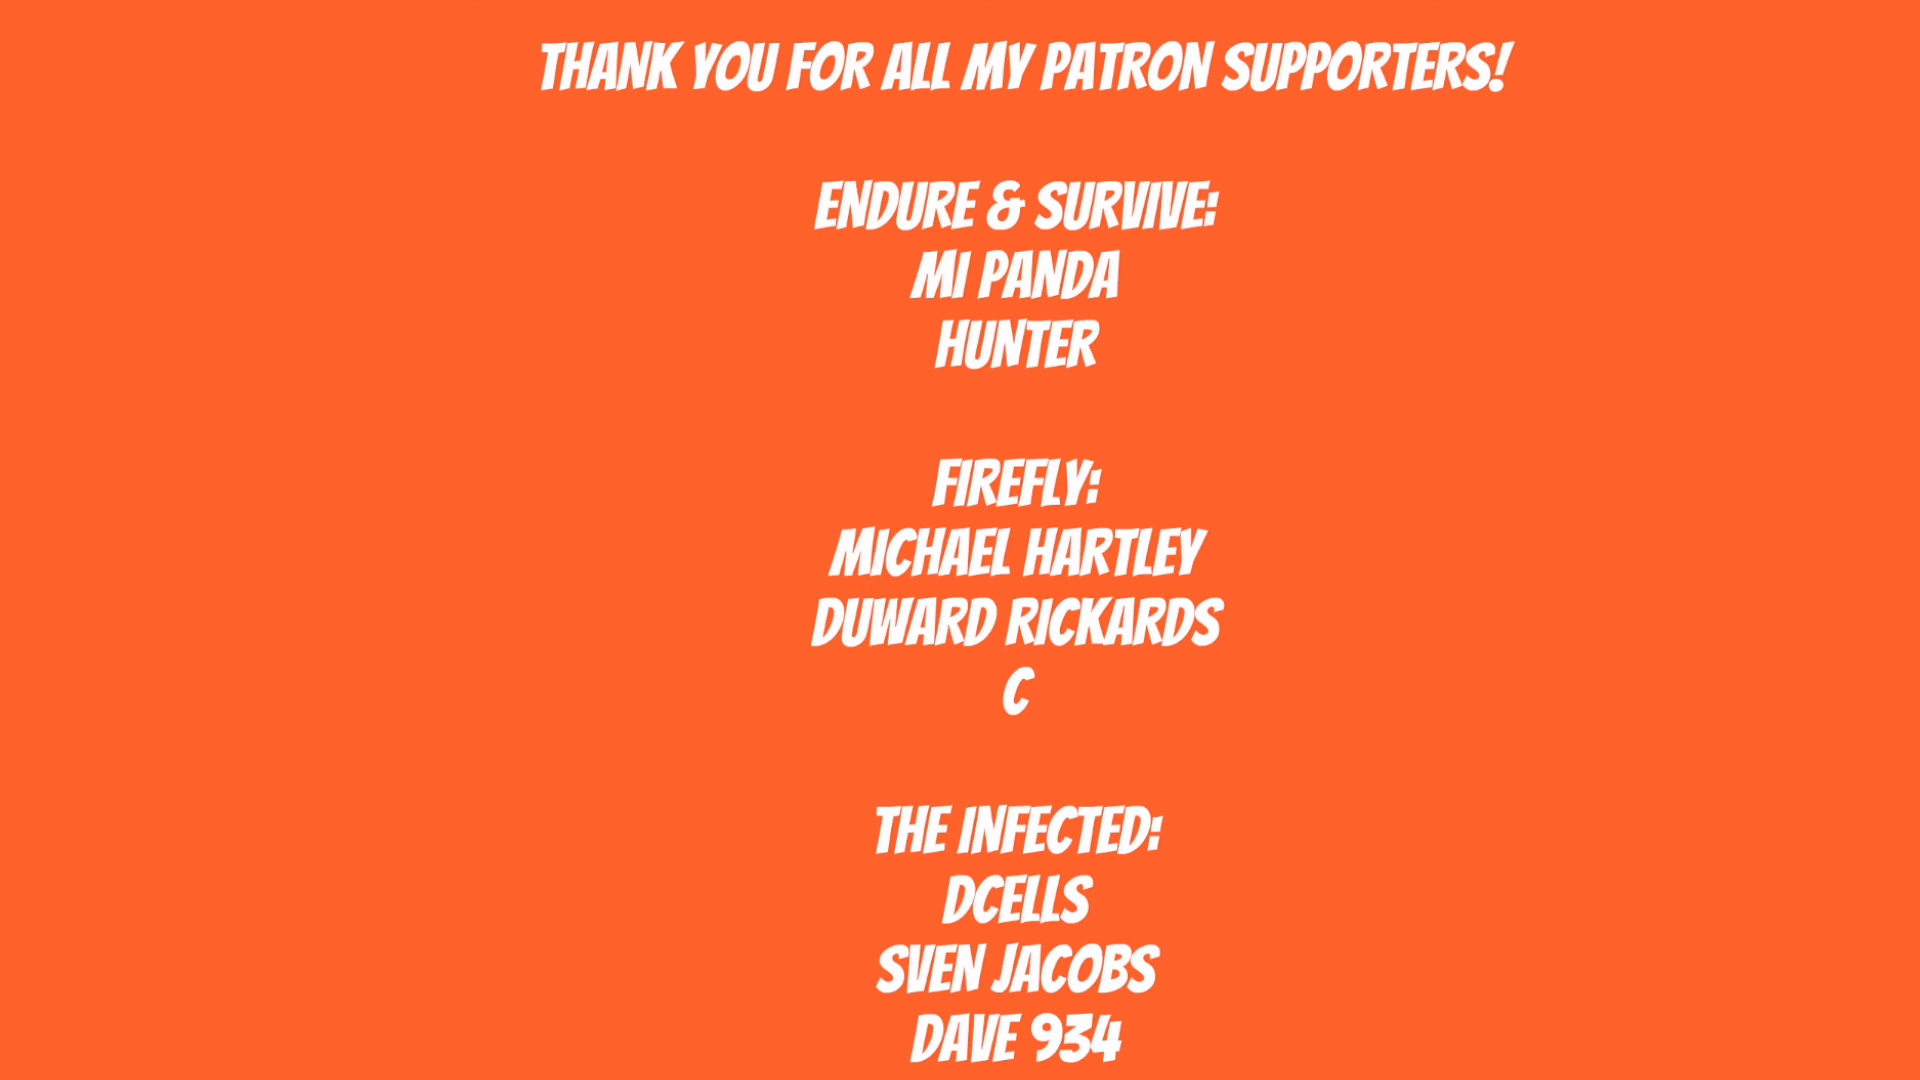 THANK YOU FOR ALL MY PATRON SUPPORTERS!
ENDURE & SURVIVE:
MI PANDA
HUNTER
FIREFLY:
MICHAEL HARTLEY
DUWARD RICKARDS
C
THE INFECTED:
DCELLS
SVEN JACOBS
DAVE 934